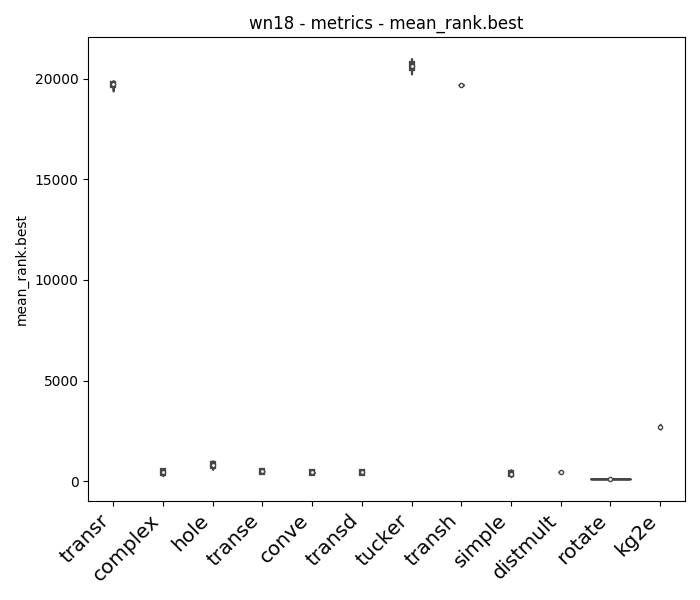 wn18 - metrics - mean_rank.best
mean_rank.best
20000
15000
10000
5000
0
transr
complex
hole
transe
conve
transd
tucker
transh
simple
distmult
rotate
kg2e